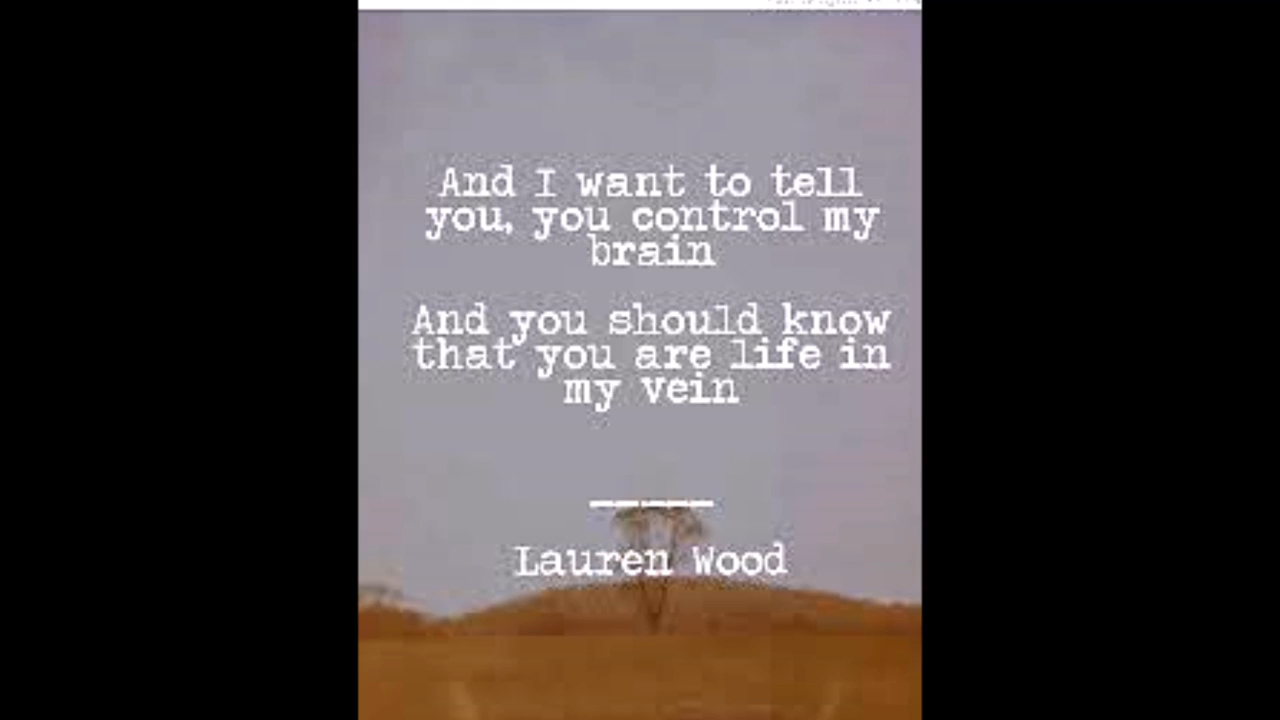 And I want to tell
you, you control my
brain
And you should know
that you are life in
my vein
_____
Lauren Wood